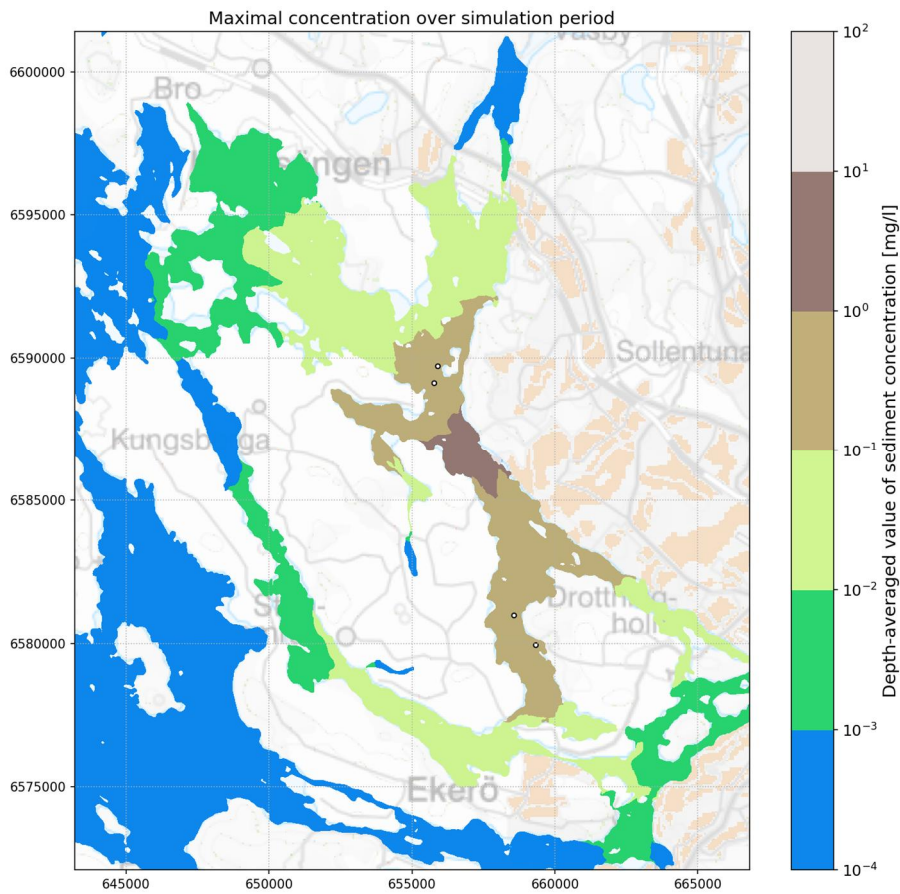 Maximal concentration over simulation period
10²
6600000
Bro
10¹
6595000
10⁰
6590000
Sollentuna
Kungsb
10⁻¹
6585000
10⁻²
Drottning-
holm
6580000
10⁻³
6575000
Ekerö
10⁻⁴
645000 650000 655000 660000 665000
Depth-averaged value of sediment concentration [mg/l]